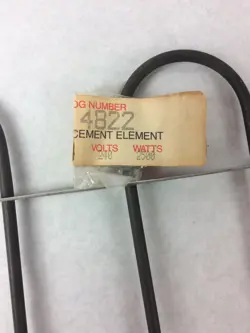 OG NUMBER
4822
CEMENT ELEMENT
VOLTS WATTS
240 2500